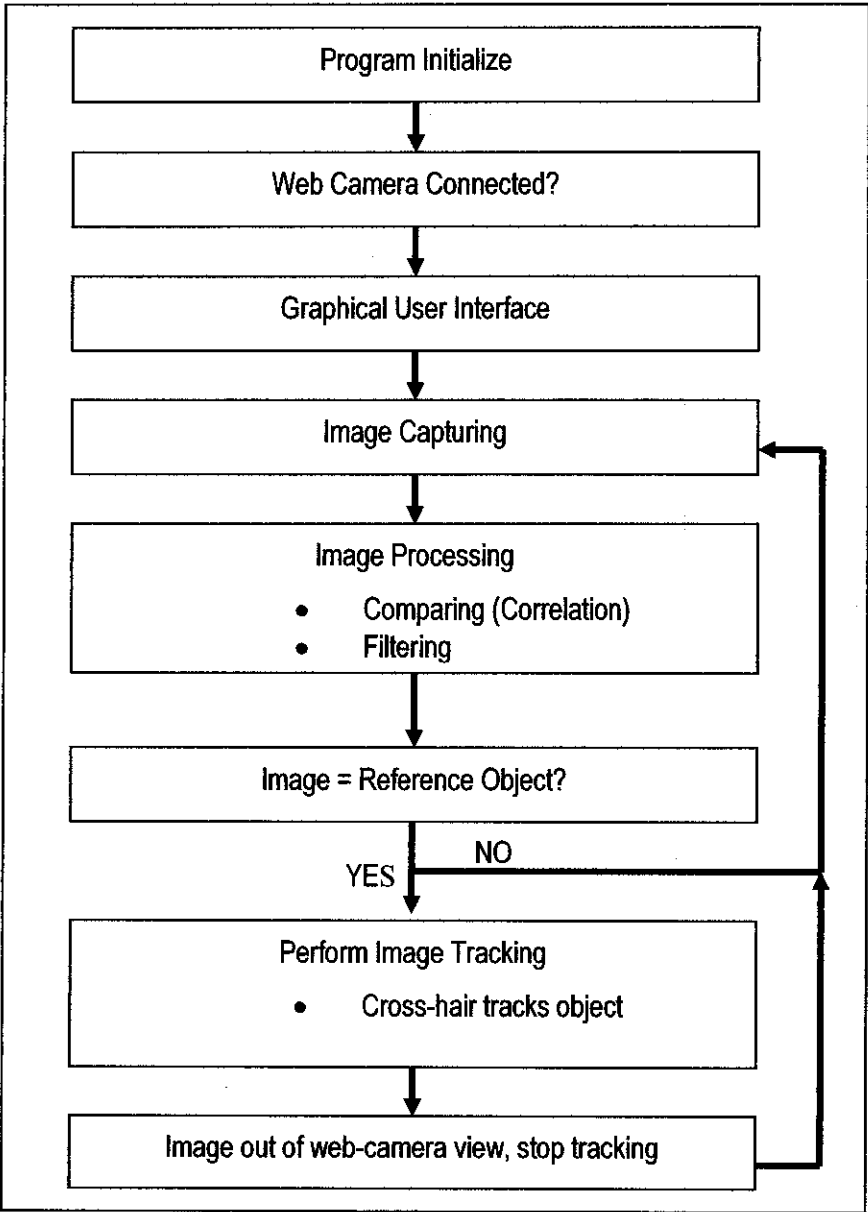 Program Initialize
Web Camera Connected?
Graphical User Interface
Image Capturing
Image Processing
• Comparing (Correlation)
• Filtering
Image = Reference Object?
NO
YES
Perform Image Tracking
• Cross-hair tracks object
Image out of web-camera view, stop tracking